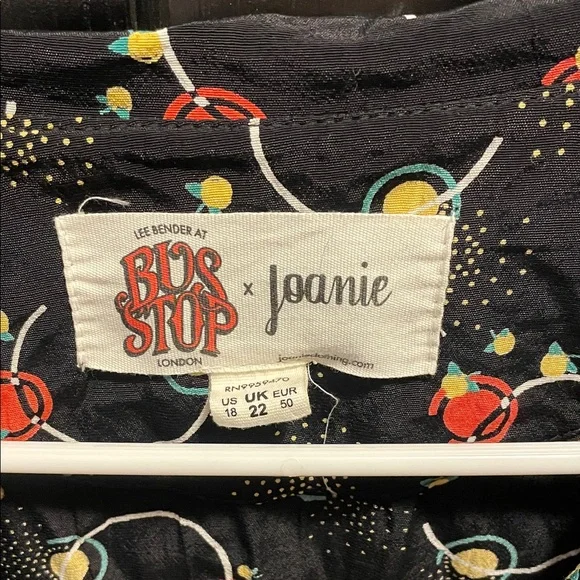 LEE BENDER AT
BUS STOP
LONDON
x
Joanie
US UK EUR
18 22 50